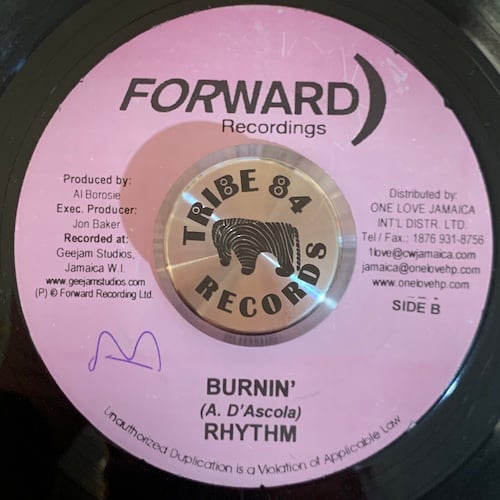 FORWARD)
Recordings
Produced by:
Al Borosie
Exec. Producer:
Jon Baker
Recorded at:
Geejam Studios,
Jamaica W.I.
www.geejamstudios.com
(P) © Forward Recording Ltd.
TRIBE 84
RECORDS
Distributed by:
ONE LOVE JAMAICA
INT'L DISTR. LTD.
Tel / Fax.: 1876 931-8756
1love@cwjamaica.com
jamaica@onelovehp.com
www.onelovehp.com
SIDE B
BURNIN'
(A. D'Ascola)
RHYTHM
Unauthorized Duplication is a Violation of Applicable Law